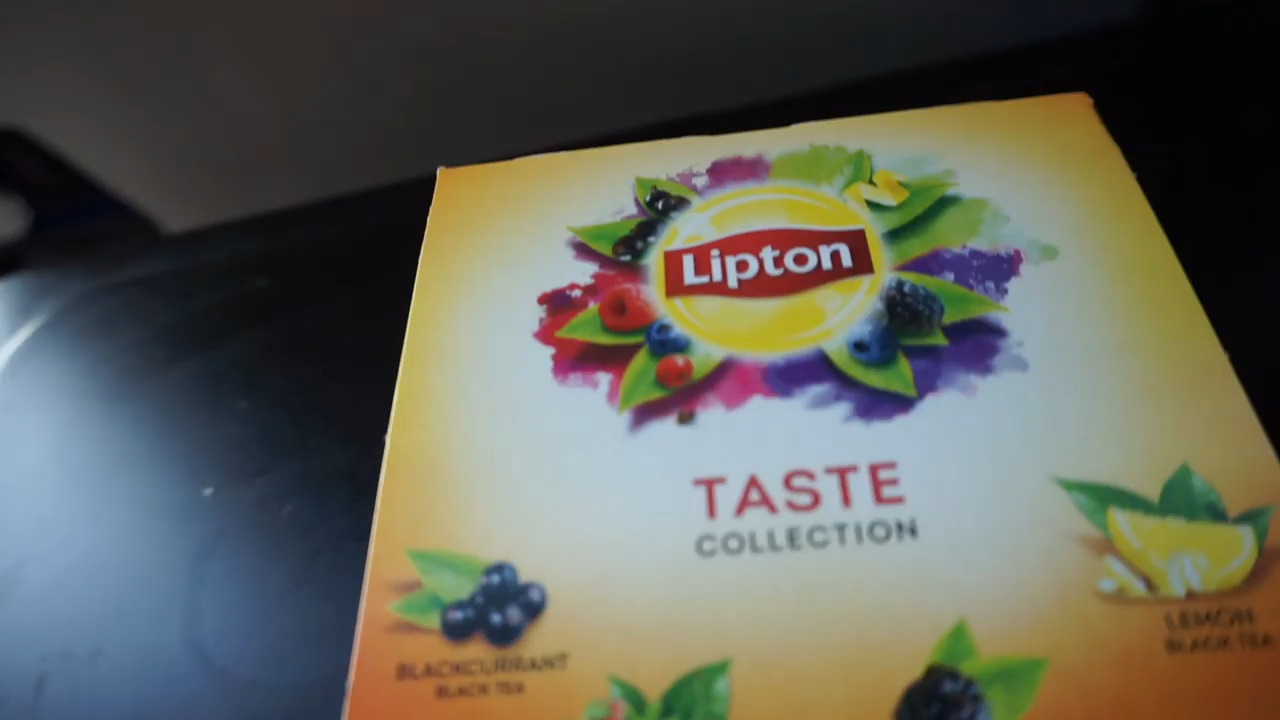 Lipton
TASTE
COLLECTION
LEMON
BLACK TEA
BLACKCURRANT
BLACK TEA